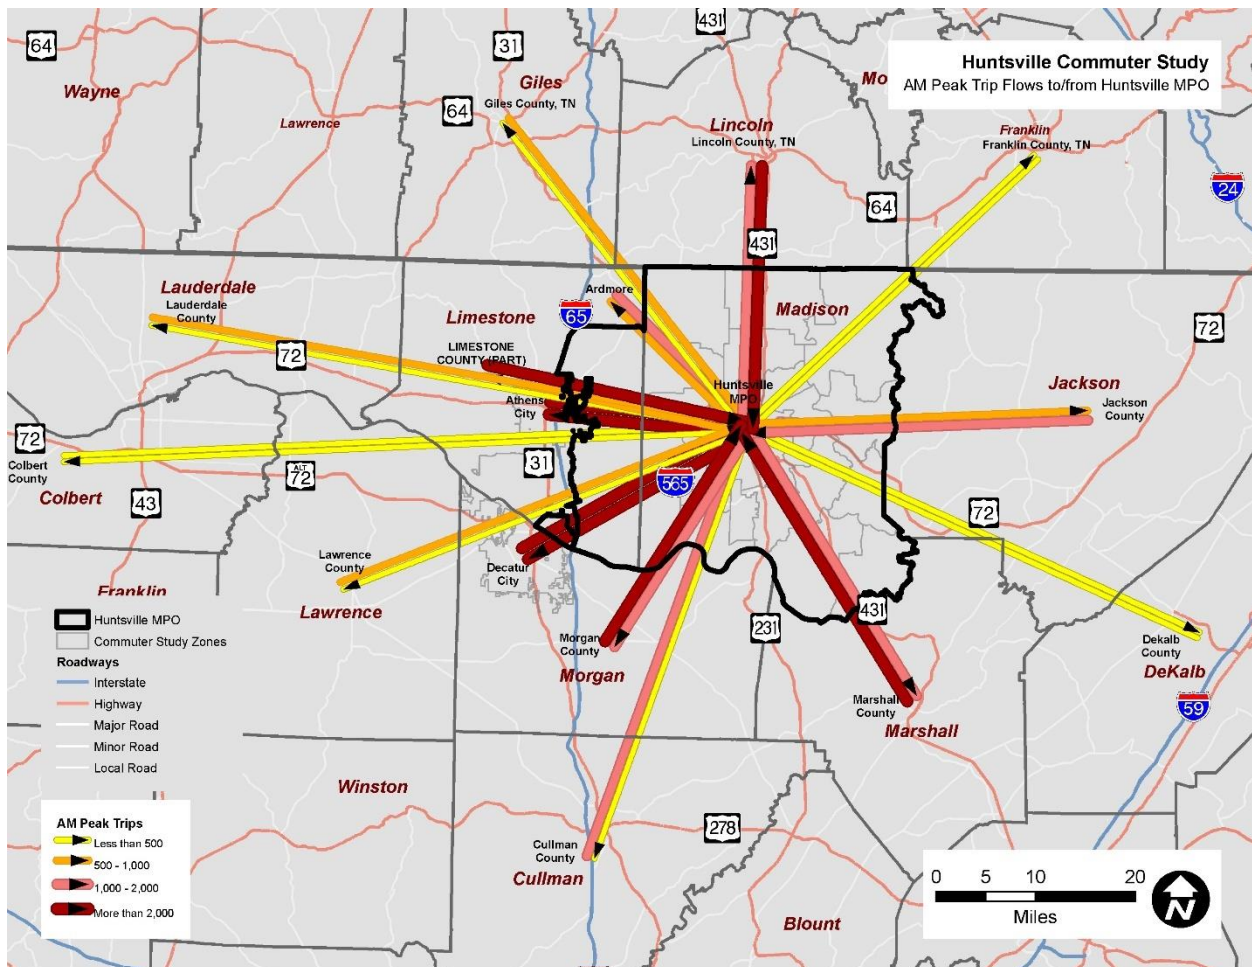 Huntsville Commuter Study
AM Peak Trip Flows to/from Huntsville MPO
431
64
31
Giles
Giles County, TN
Mo
Wayne
64
Lawrence
Lincoln
Lincoln County, TN
Franklin
Franklin County, TN
24
64
431
Lauderdale
Lauderdale
County
Ardmore
65
Madison
Limestone
72
72
LIMESTONE
COUNTY (PART)
Huntsville
MPO
Jackson
Jackson
County
Athens
City
72
Colbert
County
Colbert
ALT
72
43
31
565
72
Lawrence
County
Lawrence
Decatur
City
Franklin
Huntsville MPO
Commuter Study Zones
Roadways
Interstate
Highway
Major Road
Minor Road
Local Road
431
231
Morgan
County
Morgan
Dekalb
County
DeKalb
59
Marshall
County
Marshall
Winston
AM Peak Trips
Less than 500
500 - 1,000
1,000 - 2,000
More than 2,000
278
Cullman
County
Cullman
Blount
0 5 10 20
Miles
N